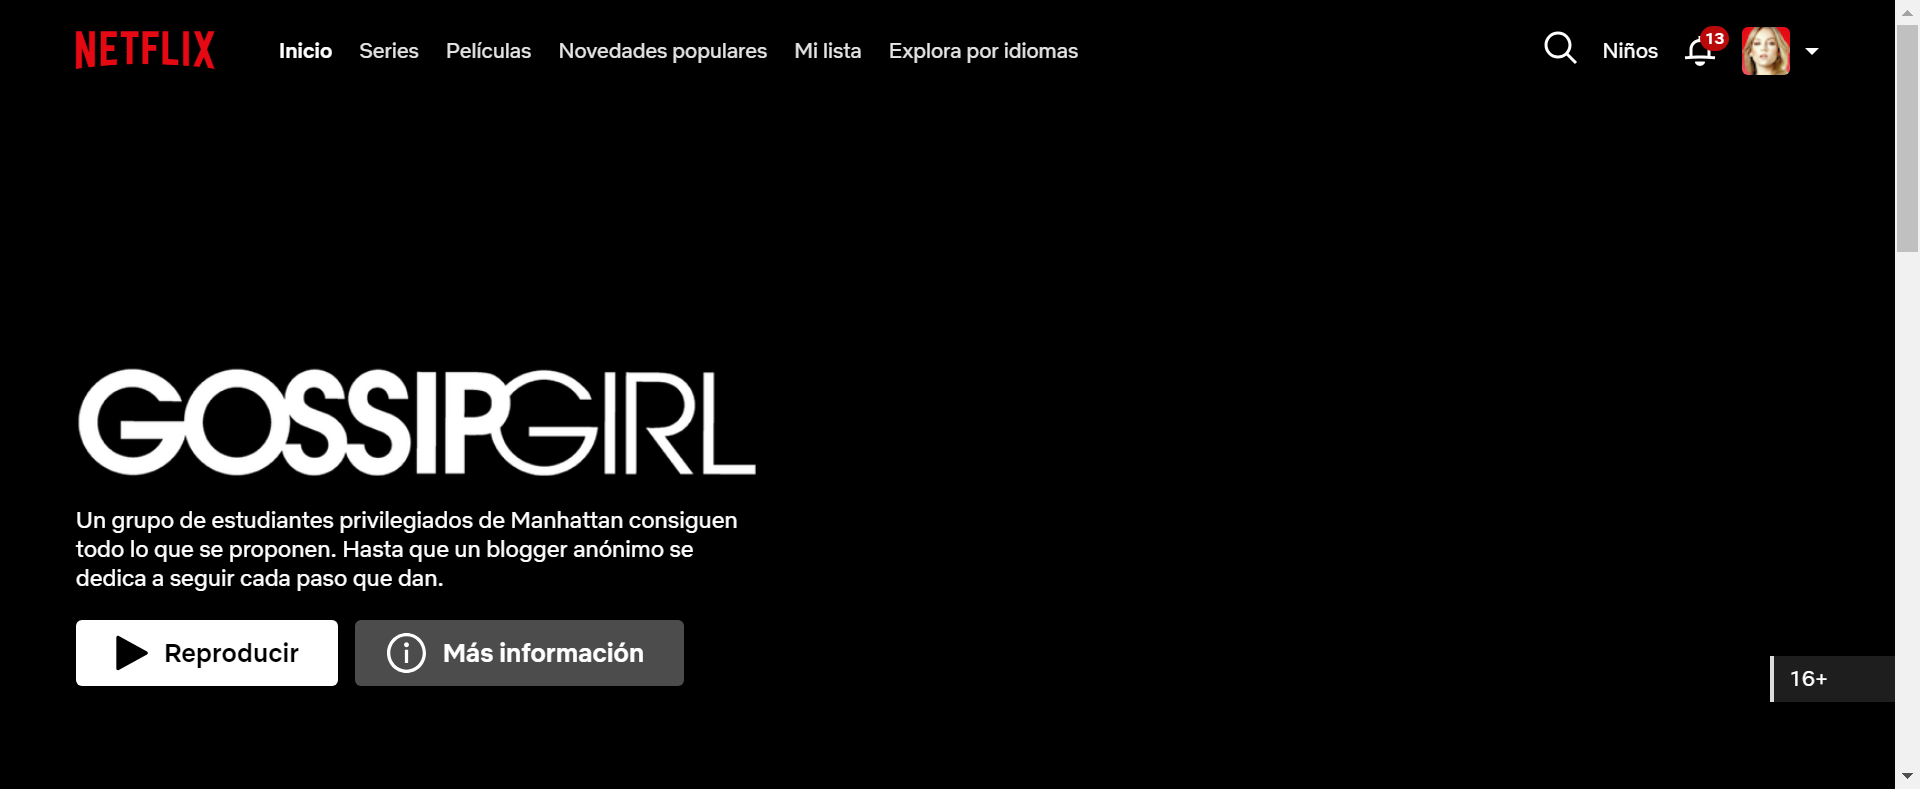 NETFLIX
Inicio Series Películas Novedades populares Mi lista Explora por idiomas
Niños 13
GOSSIPGIRL
Un grupo de estudiantes privilegiados de Manhattan consiguen
todo lo que se proponen. Hasta que un blogger anónimo se
dedica a seguir cada paso que dan.
Reproducir Más información
16+